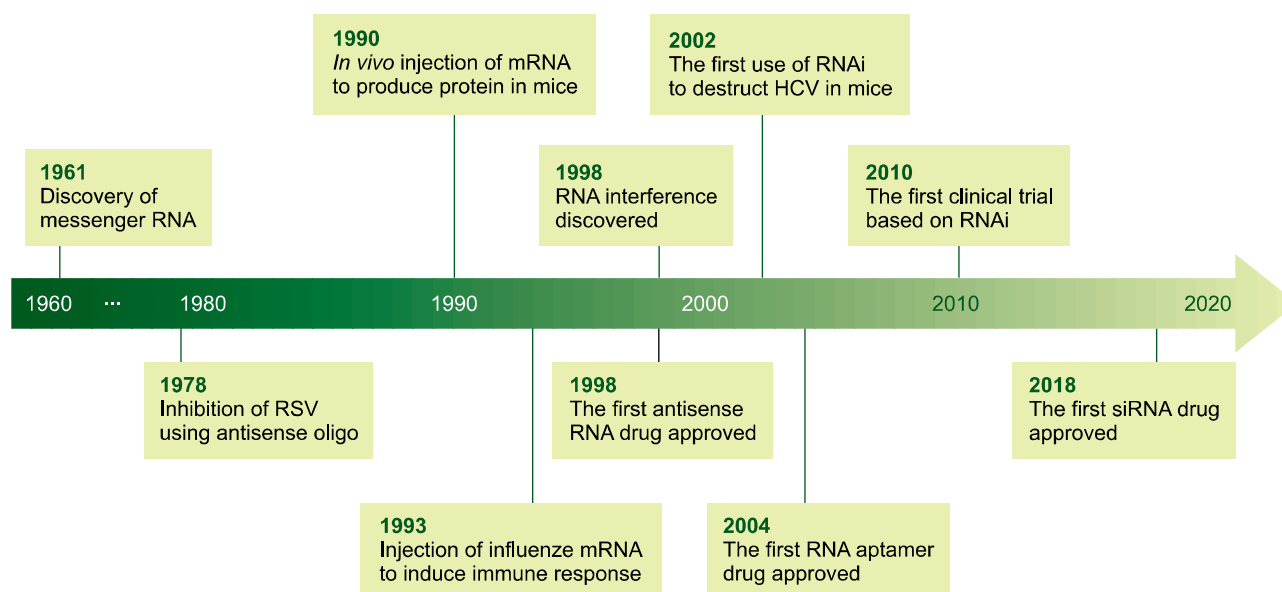 1990
In vivo injection of mRNA
to produce protein in mice
2002
The first use of RNAi
to destruct HCV in mice
1961
Discovery of
messenger RNA
1998
RNA interference
discovered
2010
The first clinical trial
based on RNAi
1960 ... 1980 1990 2000 2010 2020
1978
Inhibition of RSV
using antisense oligo
1998
The first antisense
RNA drug approved
2018
The first siRNA drug
approved
1993
Injection of influenze mRNA
to induce immune response
2004
The first RNA aptamer
drug approved